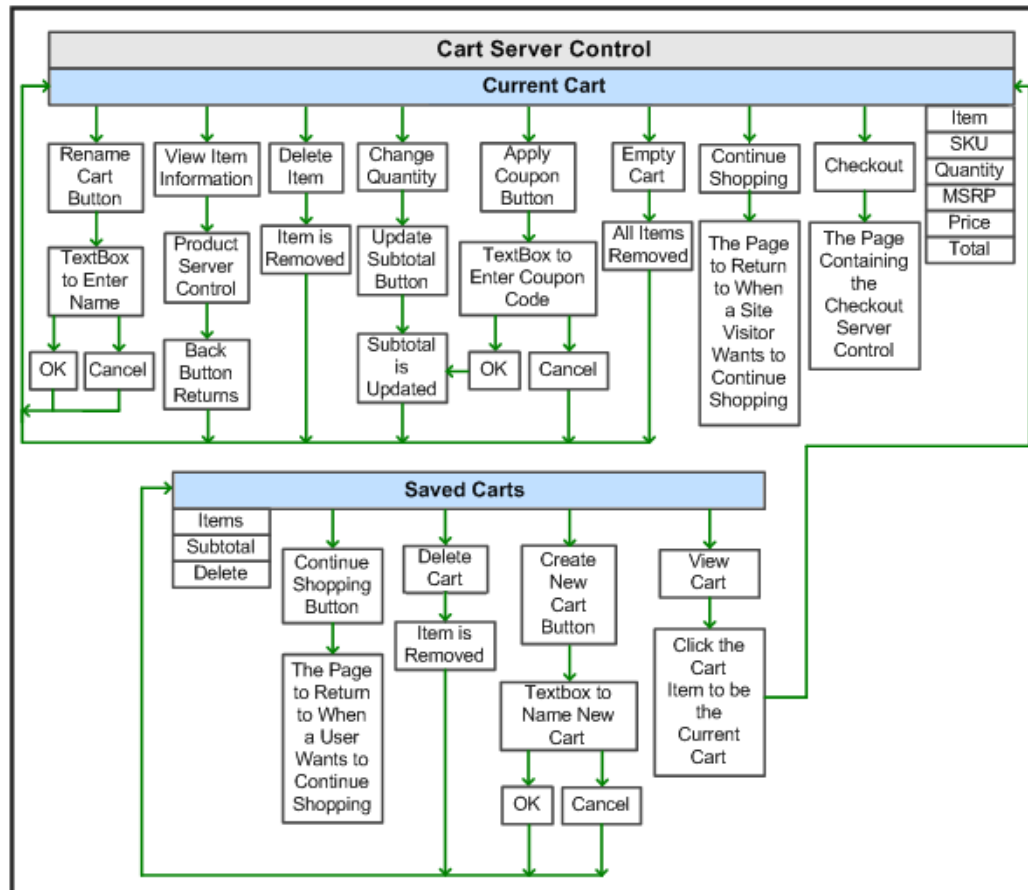 Cart Server Control
Current Cart
Rename
Cart
Button
TextBox
to Enter
Name
OK
Cancel
View Item
Information
Product
Server
Control
Back
Button
Returns
Delete
Item
Item is
Removed
Change
Quantity
Update
Subtotal
Button
Subtotal
is
Updated
Apply
Coupon
Button
TextBox to
Enter Coupon
Code
OK
Cancel
Empty
Cart
All Items
Removed
Continue
Shopping
The Page
to Return
to When
a Site
Visitor
Wants to
Continue
Shopping
Checkout
The Page
Containing
the
Checkout
Server
Control
Item
SKU
Quantity
MSRP
Price
Total
Saved Carts
Items
Subtotal
Delete
Continue
Shopping
Button
The Page
to Return
to When
a User
Wants to
Continue
Shopping
Delete
Cart
Item is
Removed
Create
New
Cart
Button
Textbox to
Name New
Cart
OK
Cancel
View
Cart
Click the
Cart
Item to be
the
Current
Cart